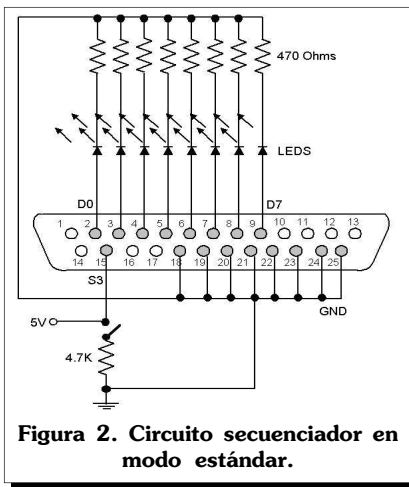 470 Ohms
LEDS
D0 D7
1 2 3 4 5 6 7 8 9 10 11 12 13
14 15 16 17 18 19 20 21 22 23 24 25
S3
GND
5V
4.7K
Figura 2. Circuito secuenciador en
modo estándar.